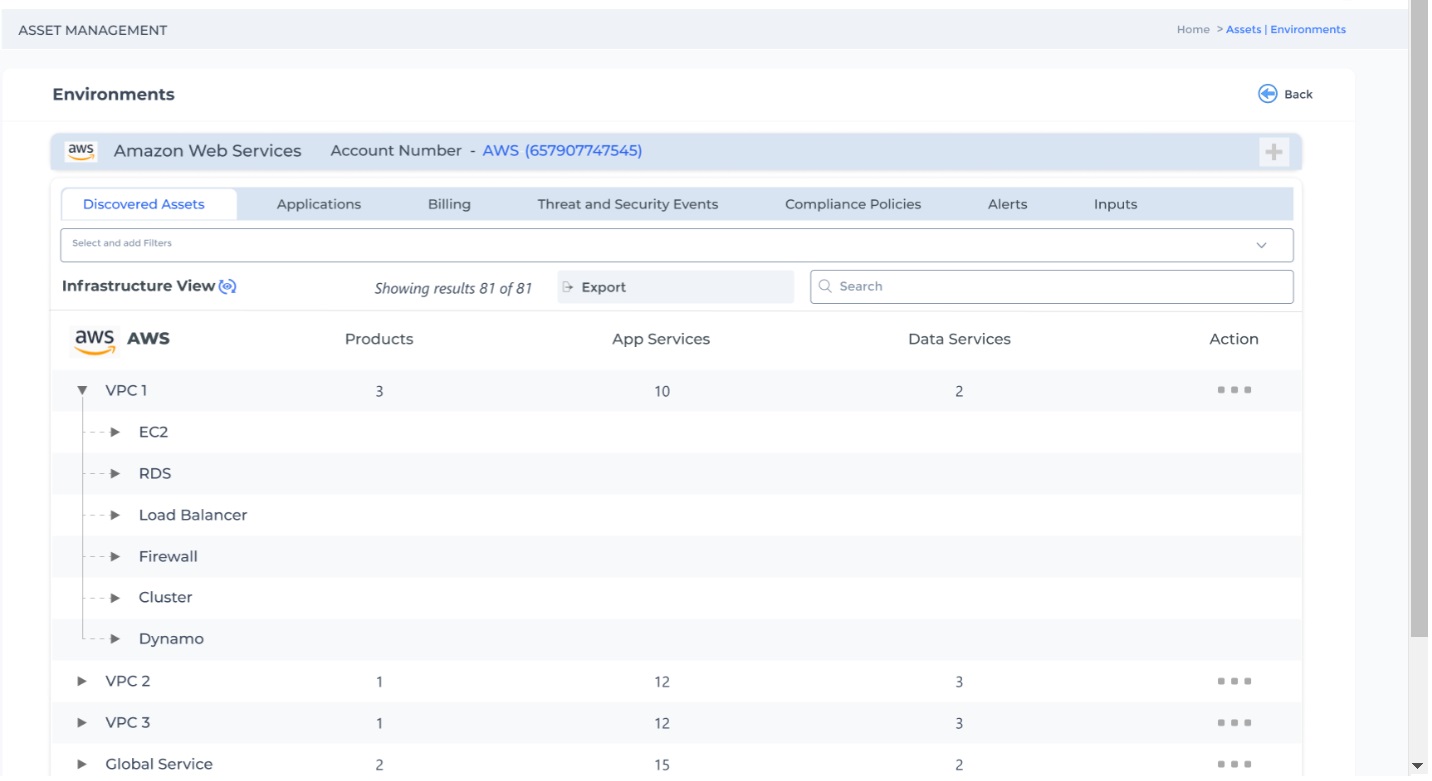 ASSET MANAGEMENT
Home > Assets | Environments
Environments
Back
aws Amazon Web Services Account Number - AWS (657907747545)
Discovered Assets Applications Billing Threat and Security Events Compliance Policies Alerts Inputs
Select and add Filters
Infrastructure View Showing results 81 of 81 Export Search
aws AWS Products App Services Data Services Action
VPC 1 3 10 2
EC2
RDS
Load Balancer
Firewall
Cluster
Dynamo
VPC 2 1 12 3
VPC 3 1 12 3
Global Service 2 15 2